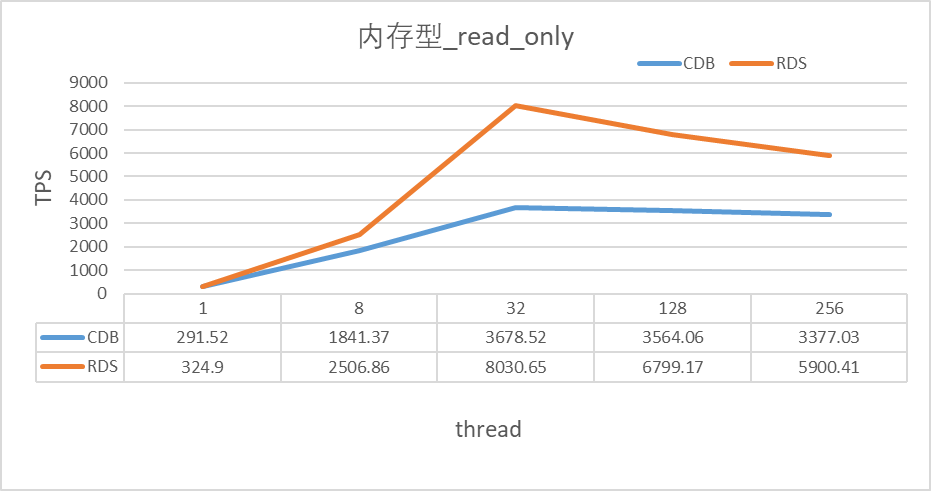 内存型_read_only
CDB RDS
9000
8000
7000
6000
5000
4000
3000
2000
1000
0
TPS
1 8 32 128 256
CDB 291.52 1841.37 3678.52 3564.06 3377.03
RDS 324.9 2506.86 8030.65 6799.17 5900.41
thread